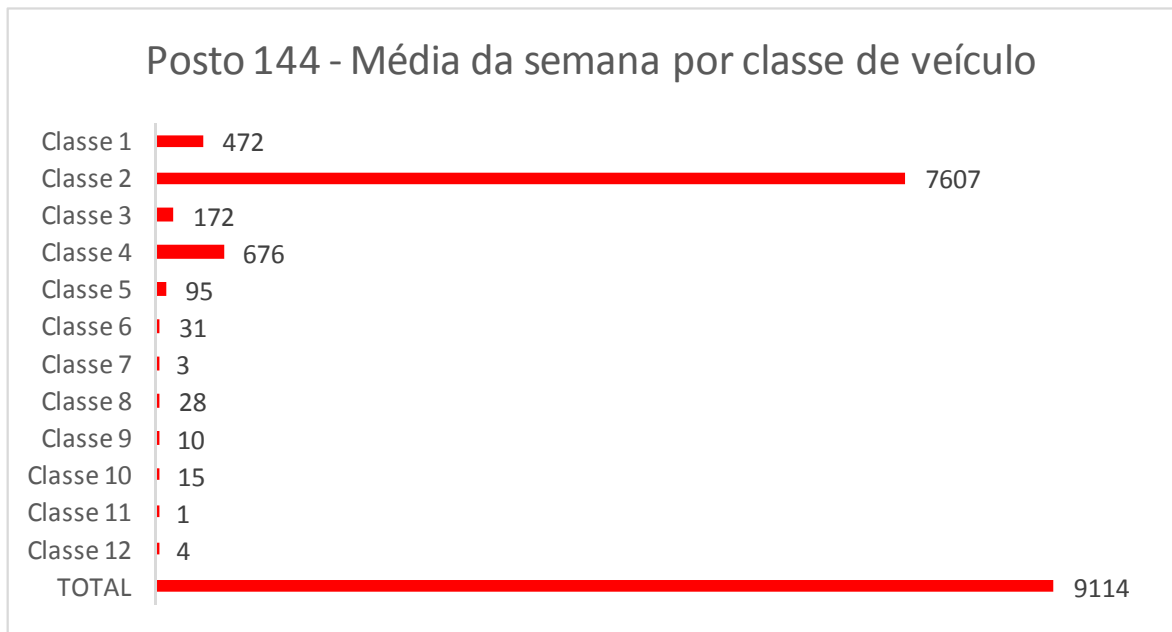 Posto 144 - Média da semana por classe de veículo
Classe 1 472
Classe 2 7607
Classe 3 172
Classe 4 676
Classe 5 95
Classe 6 31
Classe 7 3
Classe 8 28
Classe 9 10
Classe 10 15
Classe 11 1
Classe 12 4
TOTAL 9114